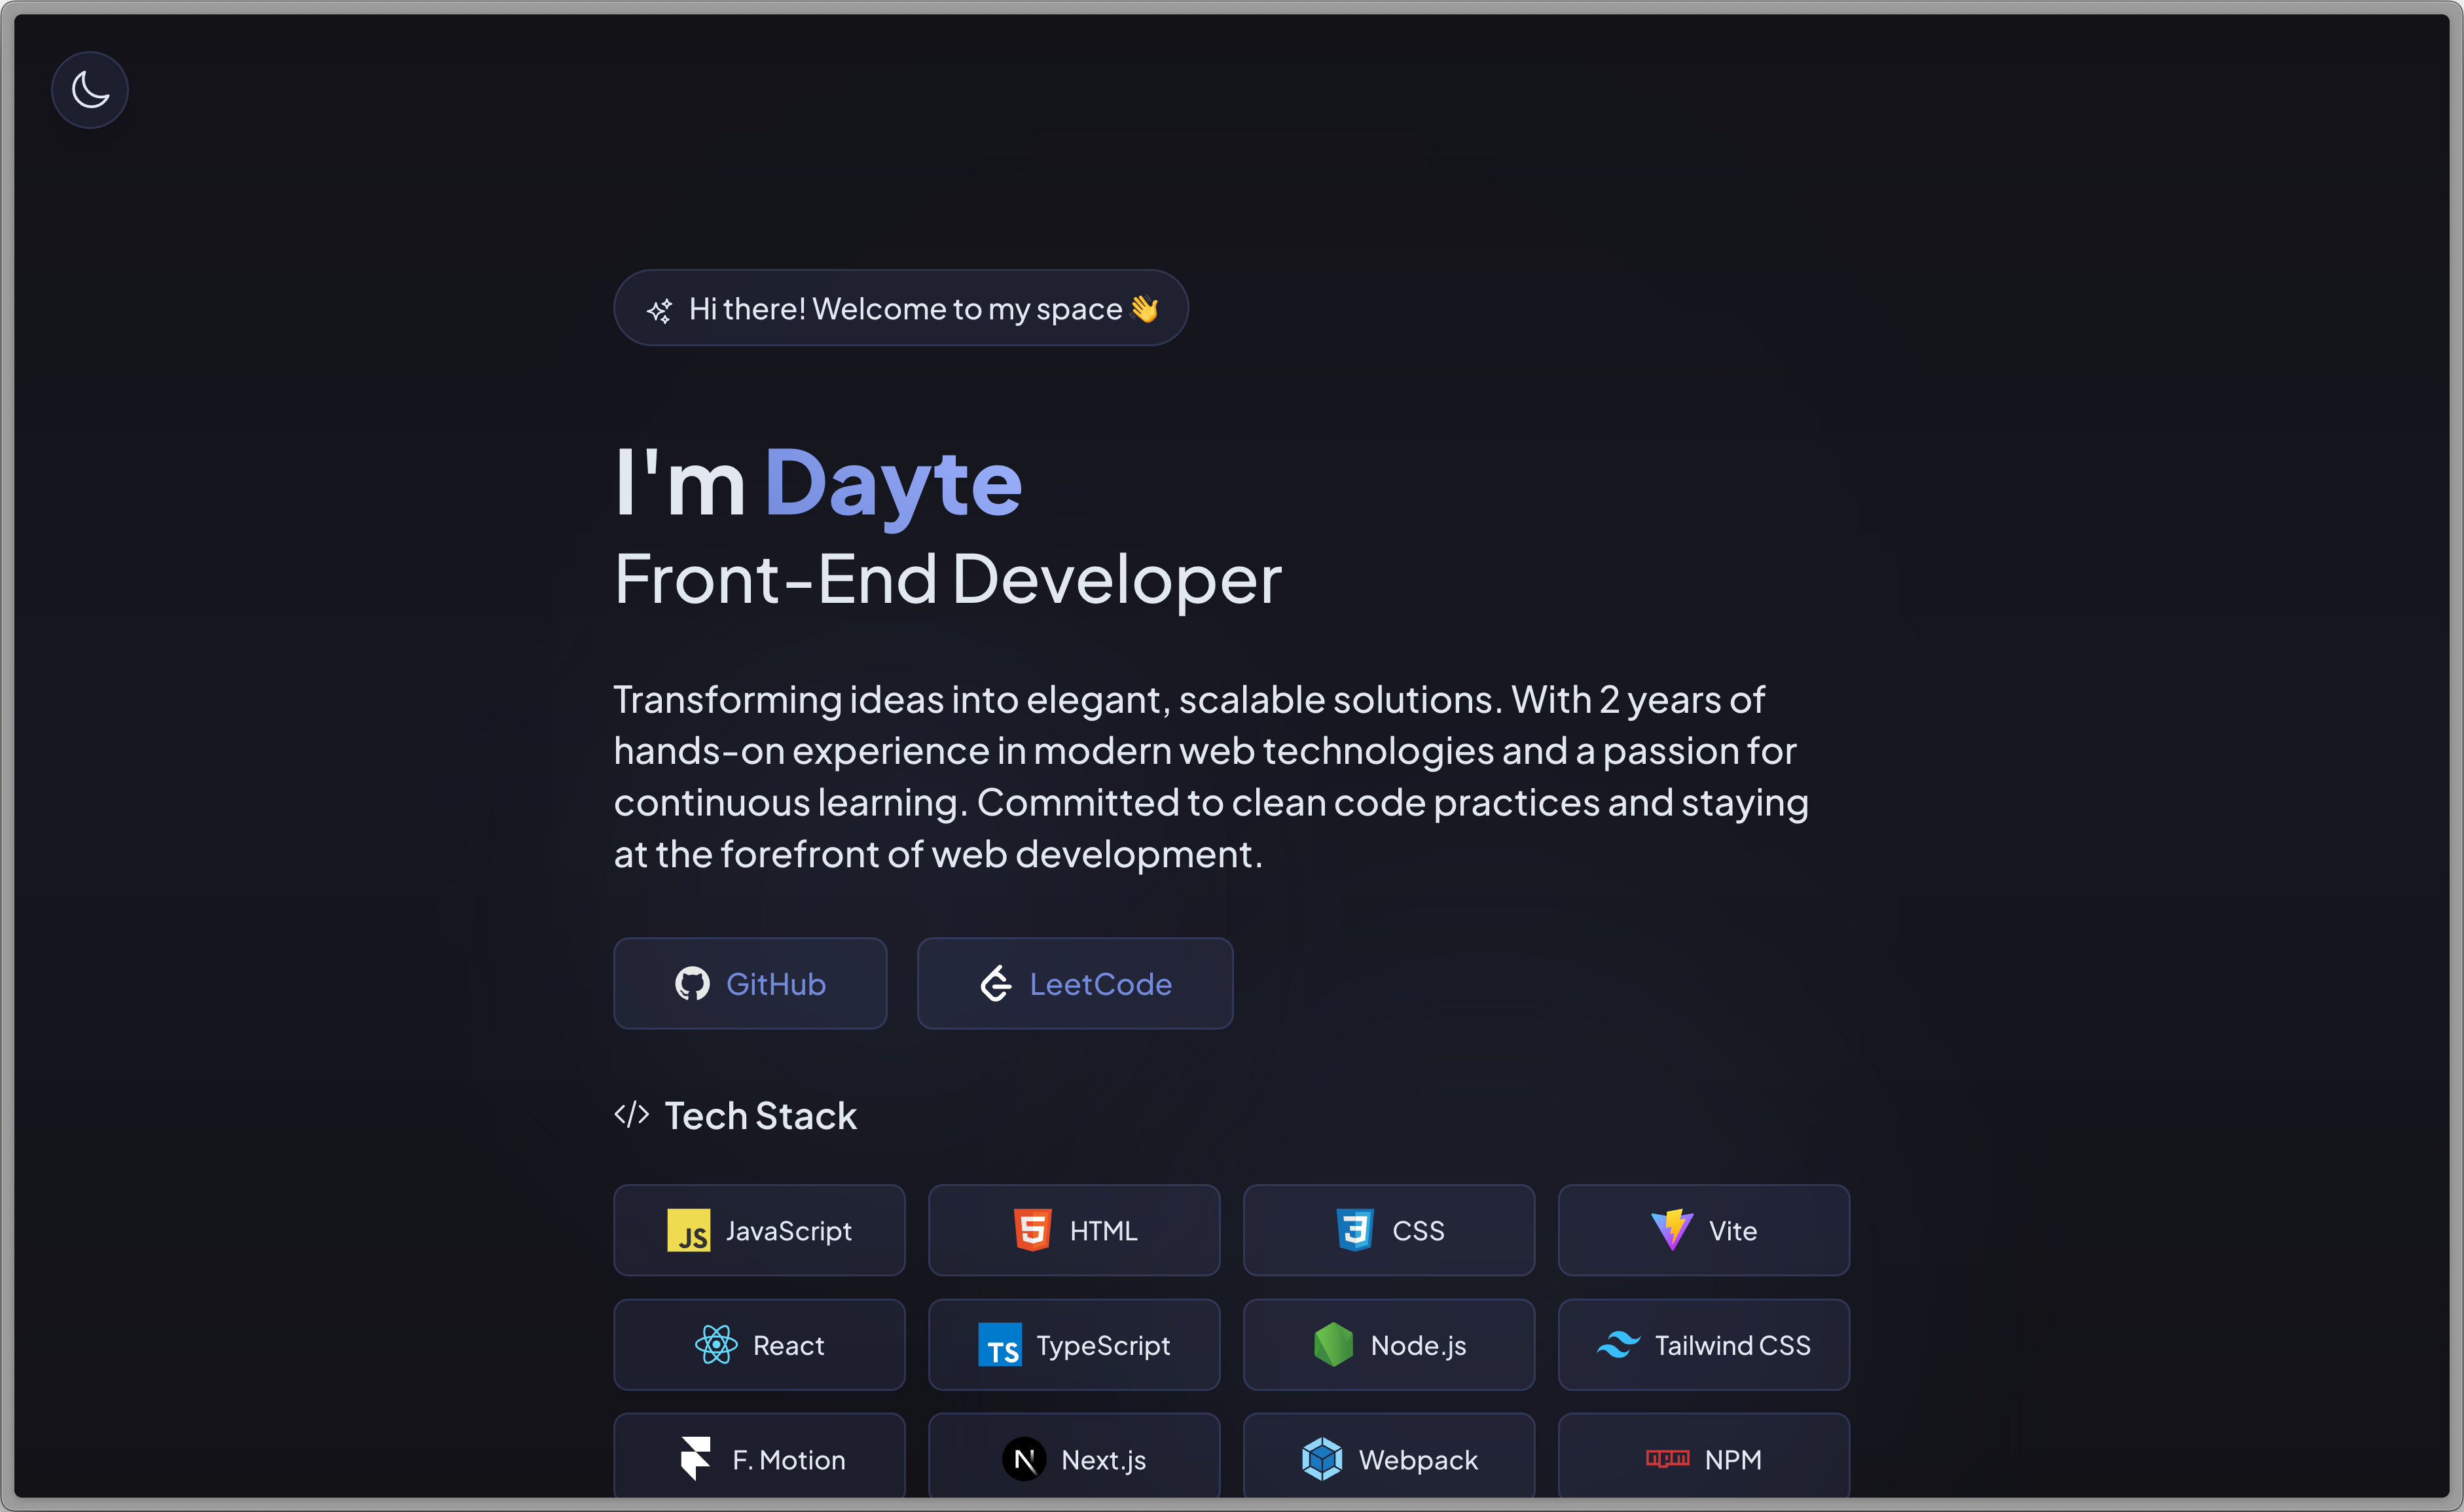 Hi there! Welcome to my space 👋
I'm Dayte
Front-End Developer
Transforming ideas into elegant, scalable solutions. With 2 years of
hands-on experience in modern web technologies and a passion for
continuous learning. Committed to clean code practices and staying
at the forefront of web development.
GitHub LeetCode
</> Tech Stack
JS JavaScript 5 HTML 3 CSS Vite
React TS TypeScript Node.js Tailwind CSS
F. Motion N Next.js Webpack npm NPM